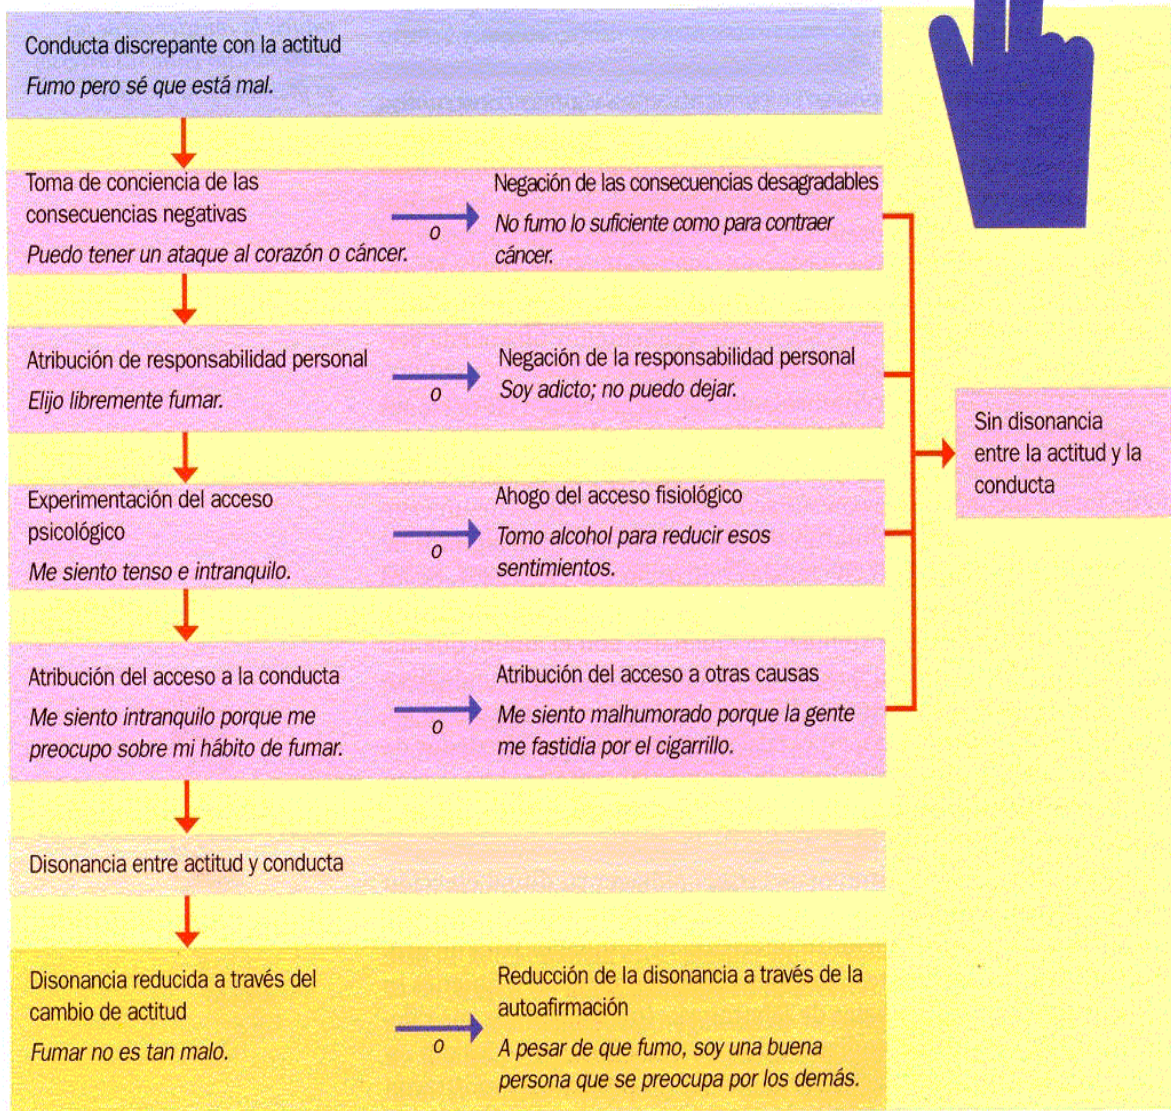 Conducta discrepante con la actitud
Fumo pero sé que está mal.
Toma de conciencia de las
consecuencias negativas
Puedo tener un ataque al corazón o cáncer.
o
Negación de las consecuencias desagradables
No fumo lo suficiente como para contraer
cáncer.
Atribución de responsabilidad personal
Elijo libremente fumar.
o
Negación de la responsabilidad personal
Soy adicto; no puedo dejar.
Experimentación del acceso
psicológico
Me siento tenso e intranquilo.
o
Ahogo del acceso fisiológico
Tomo alcohol para reducir esos
sentimientos.
Atribución del acceso a la conducta
Me siento intranquilo porque me
preocupo sobre mi hábito de fumar.
o
Atribución del acceso a otras causas
Me siento malhumorado porque la gente
me fastidia por el cigarrillo.
Sin disonancia
entre la actitud y la
conducta
Disonancia entre actitud y conducta
Disonancia reducida a través del
cambio de actitud
Fumar no es tan malo.
o
Reducción de la disonancia a través de la
autoafirmación
A pesar de que fumo, soy una buena
persona que se preocupa por los demás.